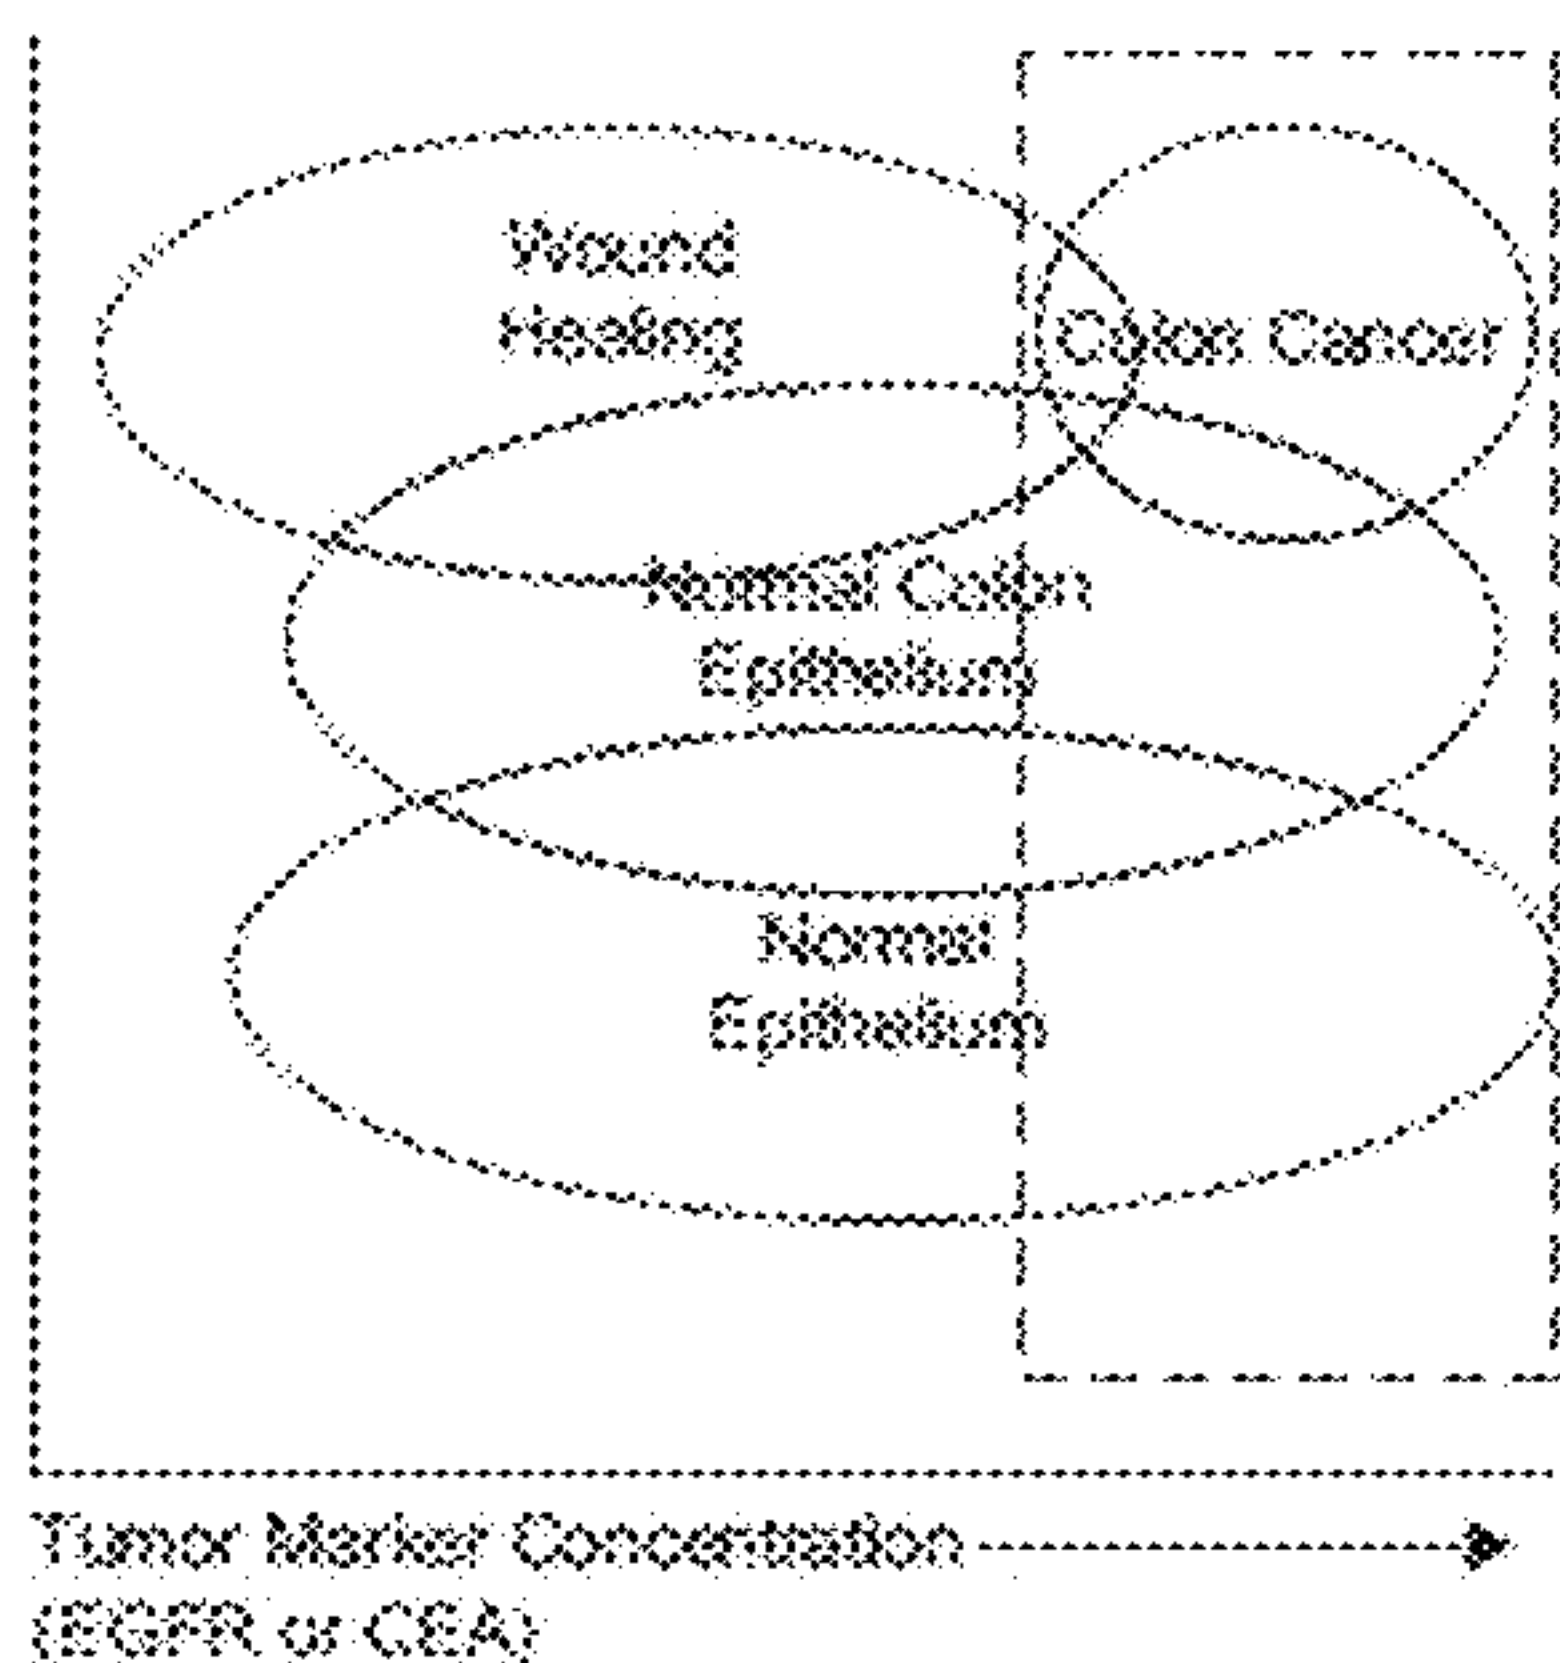 Wound
Healing
Colon Cancer
Normal Colon
Epithelium
Normal
Epithelium
Tumor Marker Concentration
(EGFR or CEA)